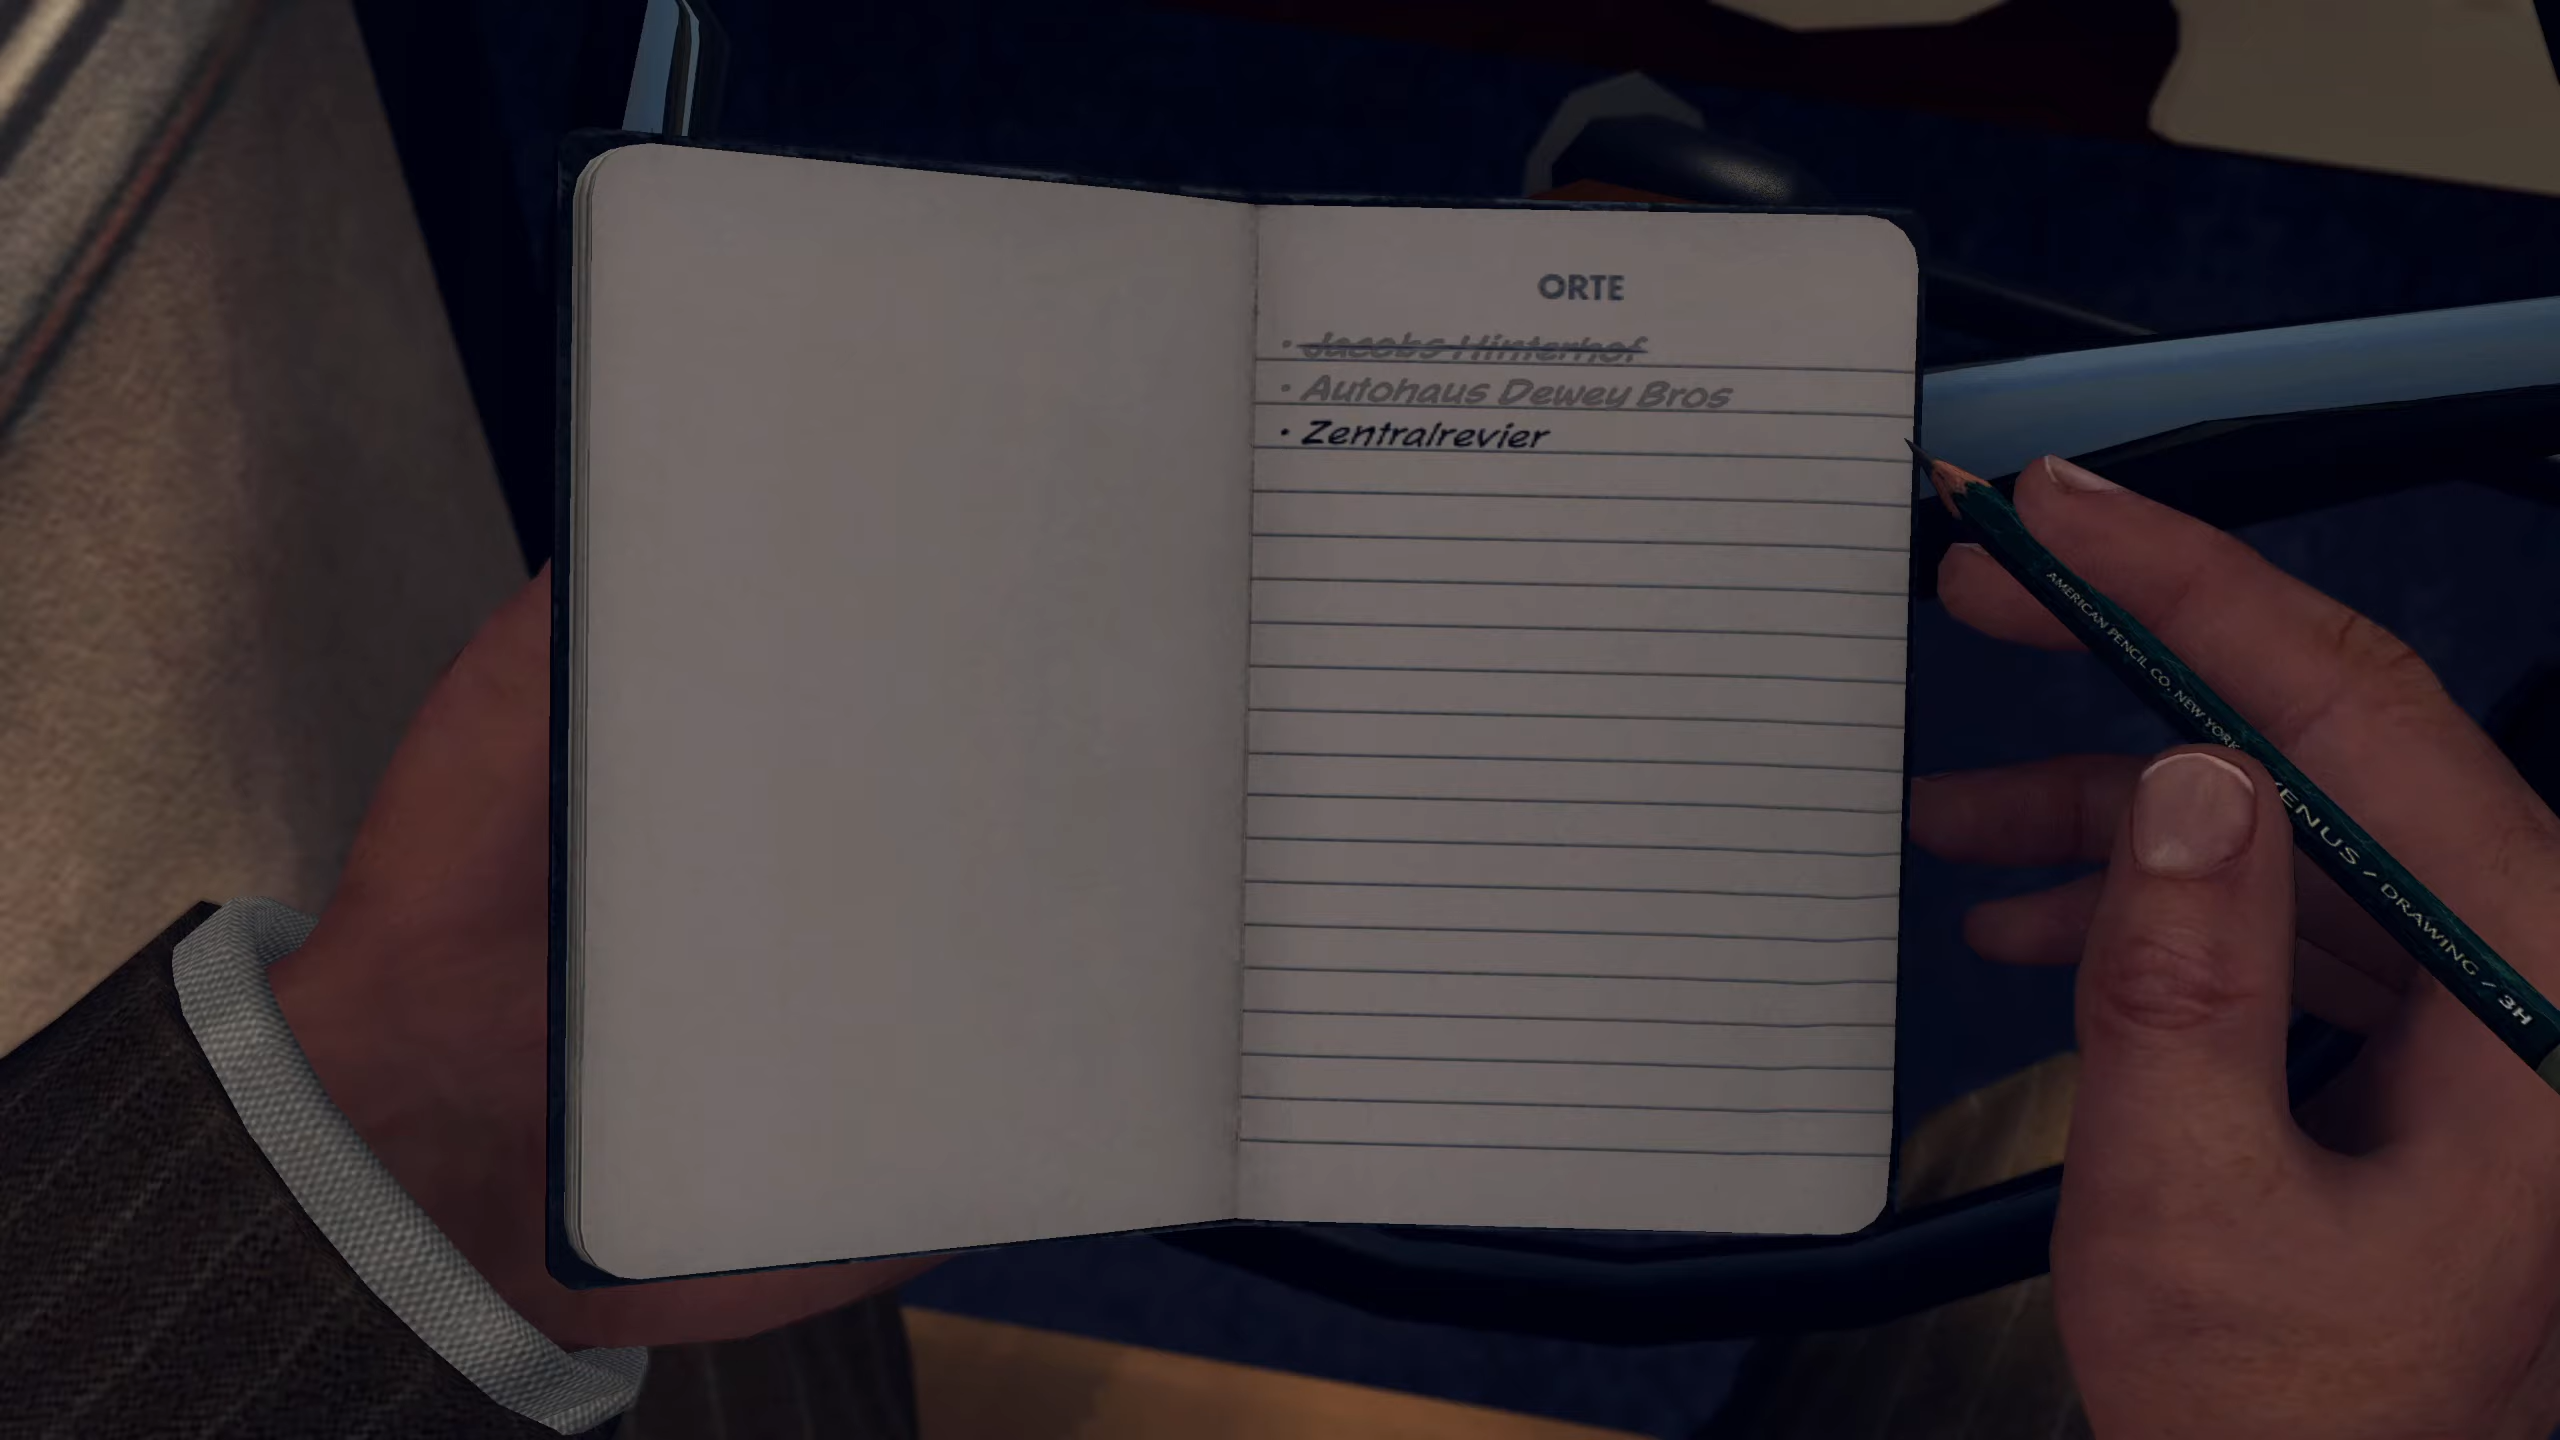 ORTE
• Jacobs Hinterhof
• Autohaus Dewey Bros
• Zentralrevier
AMERICAN PENCIL CO. NEW YORK
VENUS / DRAWING / 3H